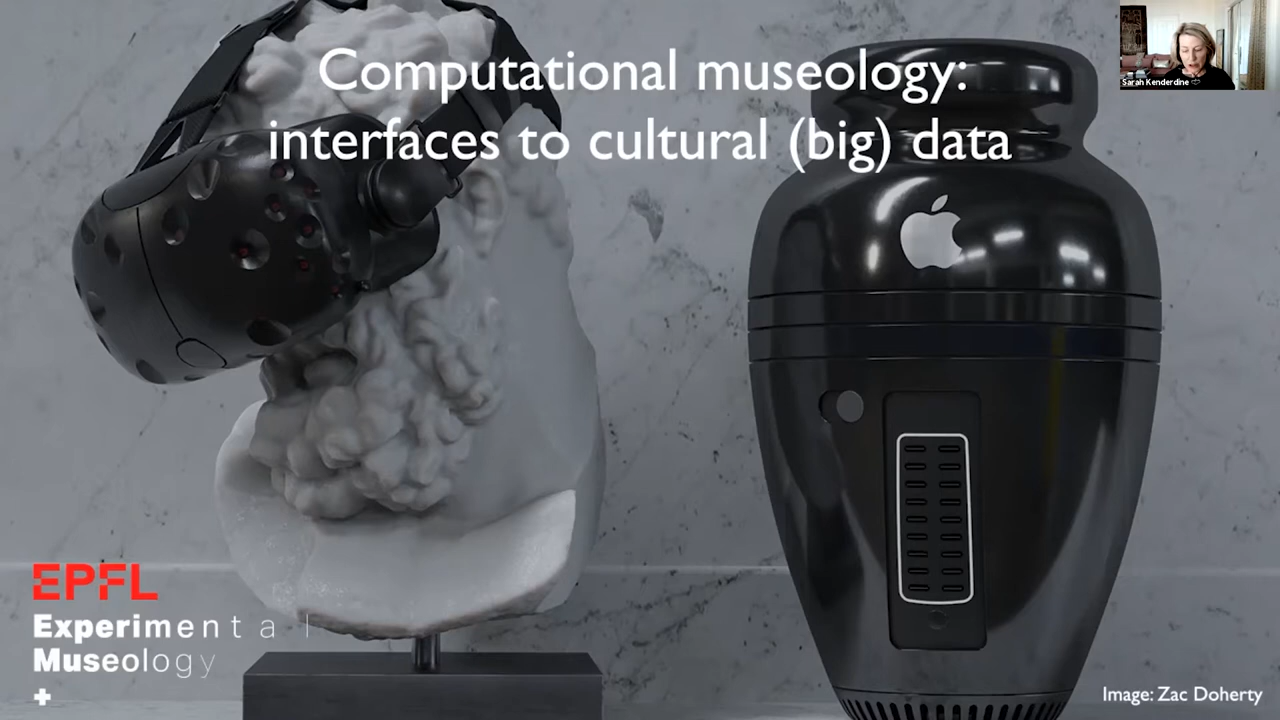 Computational museology:
interfaces to cultural (big) data
Sarah Kenderdine
EPFL
Experimental
Museology
+
Image: Zac Doherty